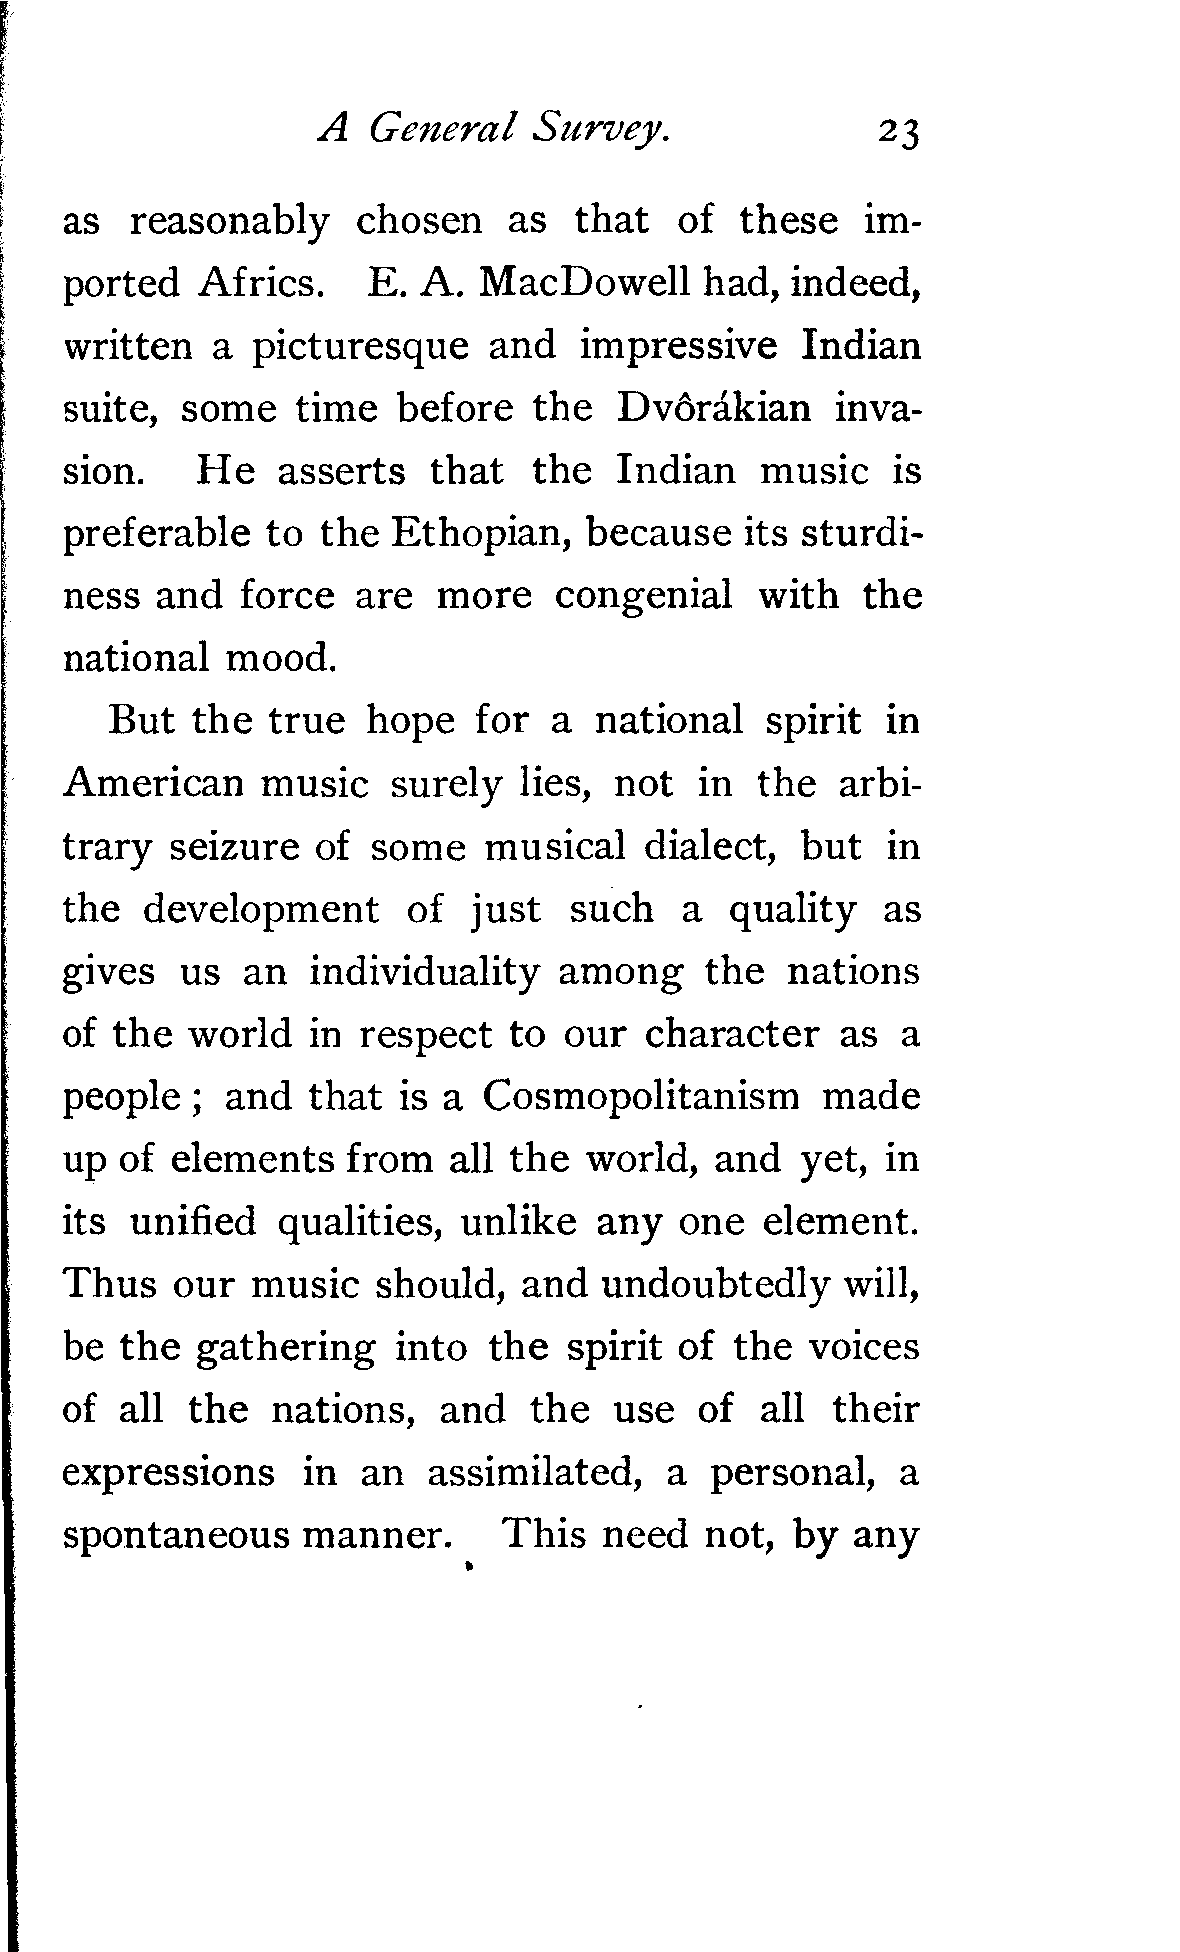 A General Survey. 23
as reasonably chosen as that of these im-
ported Africs. E. A. MacDowell had, indeed,
written a picturesque and impressive Indian
suite, some time before the Dvôrákian inva-
sion. He asserts that the Indian music is
preferable to the Ethopian, because its sturdi-
ness and force are more congenial with the
national mood.
But the true hope for a national spirit in
American music surely lies, not in the arbi-
trary seizure of some musical dialect, but in
the development of just such a quality as
gives us an individuality among the nations
of the world in respect to our character as a
people ; and that is a Cosmopolitanism made
up of elements from all the world, and yet, in
its unified qualities, unlike any one element.
Thus our music should, and undoubtedly will,
be the gathering into the spirit of the voices
of all the nations, and the use of all their
expressions in an assimilated, a personal, a
spontaneous manner. This need not, by any